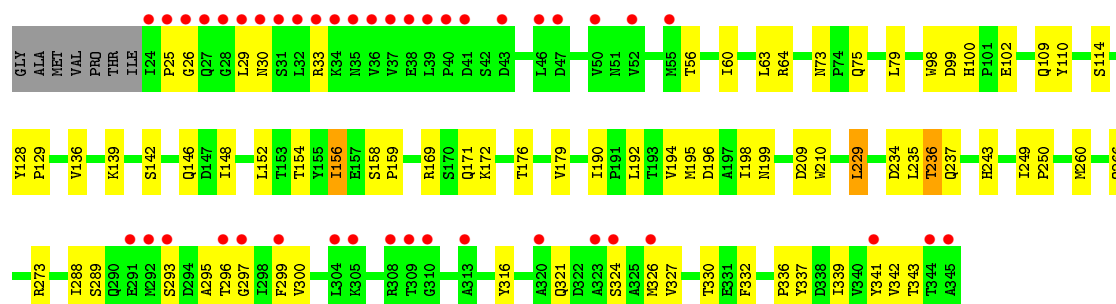 GLY ALA MET VAL PRO THR ILE I24 P25 G26 Q27 G28 L29 N30 S31 L32 R33 K34 N35 V36 V37 E38 L39 P40 D41 S42 D43 L46 D47 V50 N51 V52 M55 T56 I60 L63 R64 N73 P74 Q75 L79 W98 D99 H100 P101 E102 Q109 Y110 S114
Y128 P129 V136 K139 S142 Q146 D147 I148 L152 T153 T154 Y155 I156 E157 S158 P159 R169 S170 Q171 K172 T176 V179 I190 P191 L192 T193 V194 M195 D196 A197 I198 N199 D209 W210 L229 D234 L235 T236 Q237 H243 I249 P250 M260
R273 I288 S289 Q290 E291 M292 S293 D294 A295 T296 G297 I298 F299 V300 L304 K305 R308 T309 G310 A313 Y316 A320 Q321 D322 A323 S324 A325 M326 V327 T330 E331 F332 P336 Y337 D338 I339 V340 Y341 V342 T343 T344 A345